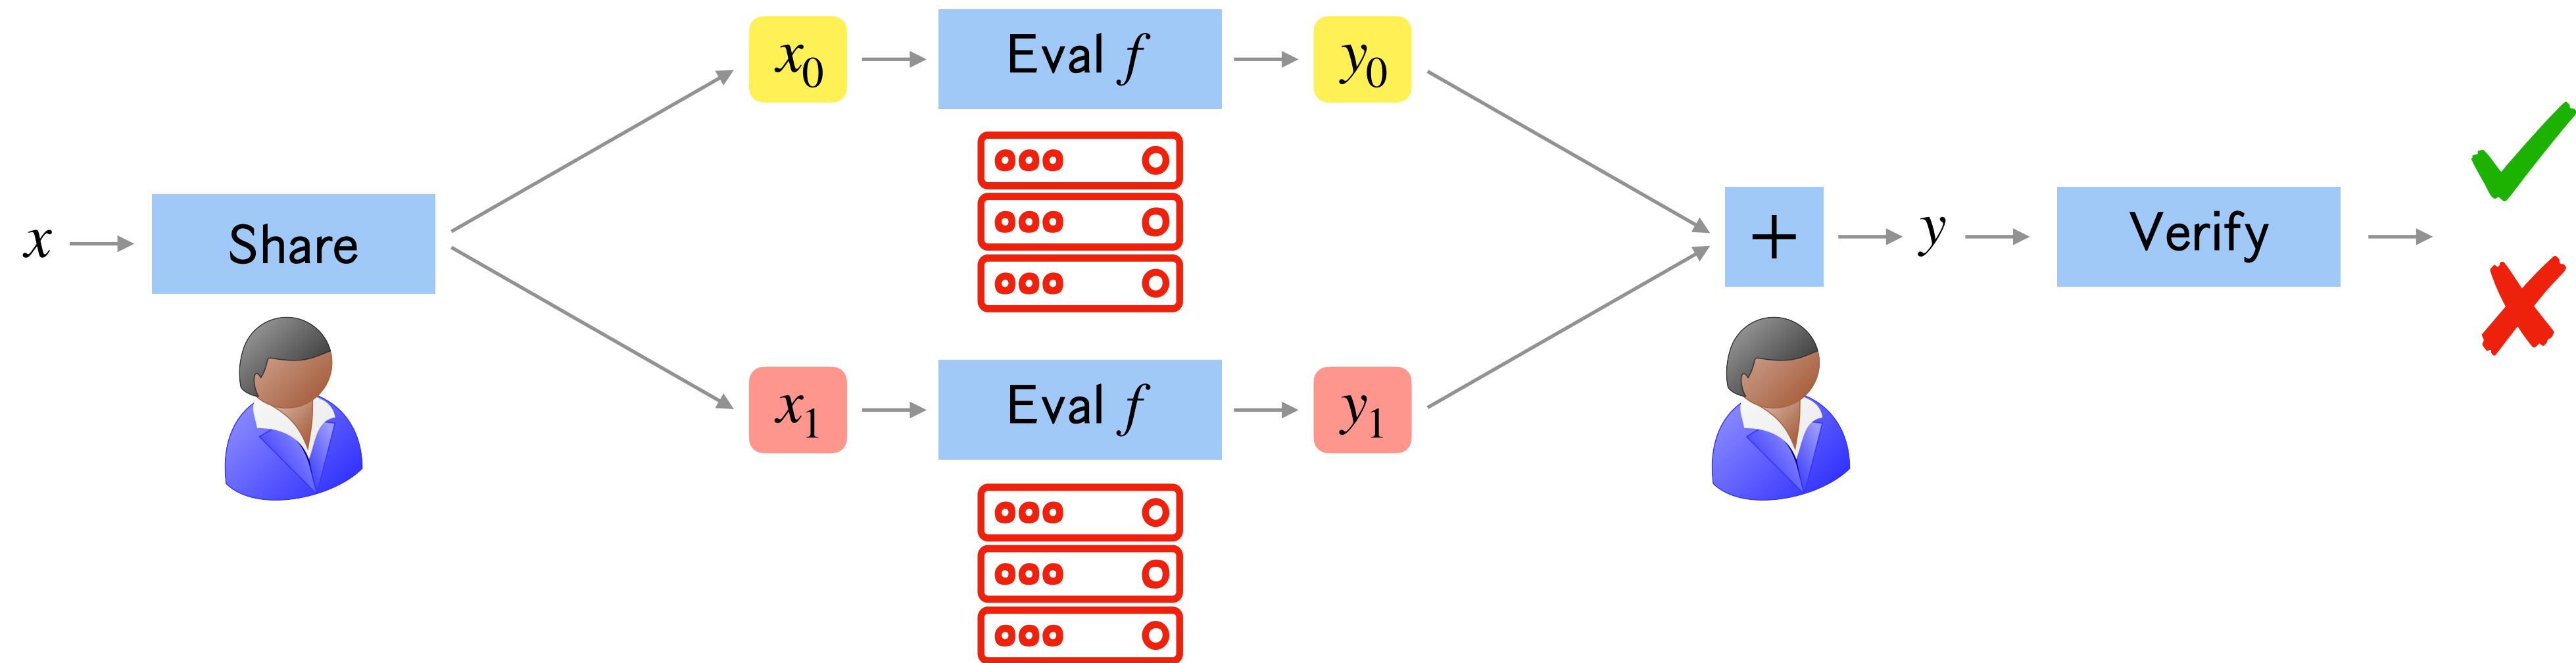 x
Share
x₀
Eval f
y₀
x₁
Eval f
y₁
+
y
Verify